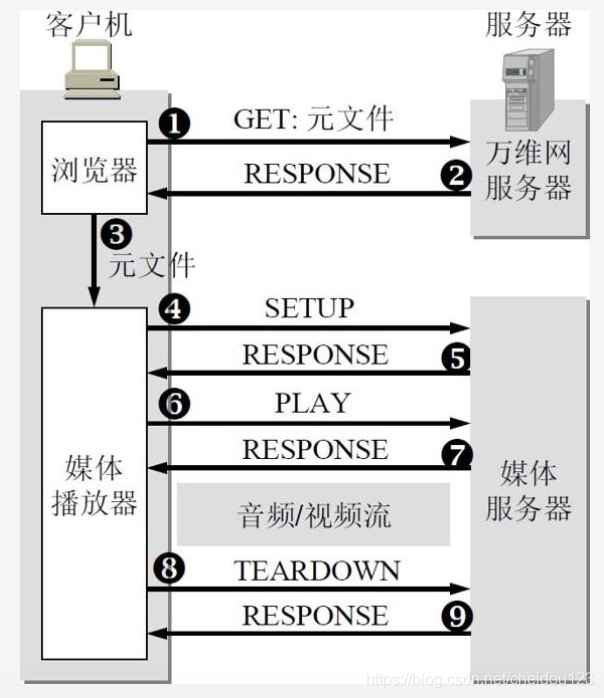 客户机
服务器
❶
GET: 元文件
浏览器
RESPONSE
❷
万维网
服务器
❸
元文件
❹
SETUP
RESPONSE
❺
❻
PLAY
RESPONSE
❼
媒体
播放器
媒体
服务器
音频/视频流
❽
TEARDOWN
RESPONSE
❾
https://blog.csdn.net/cheidou123